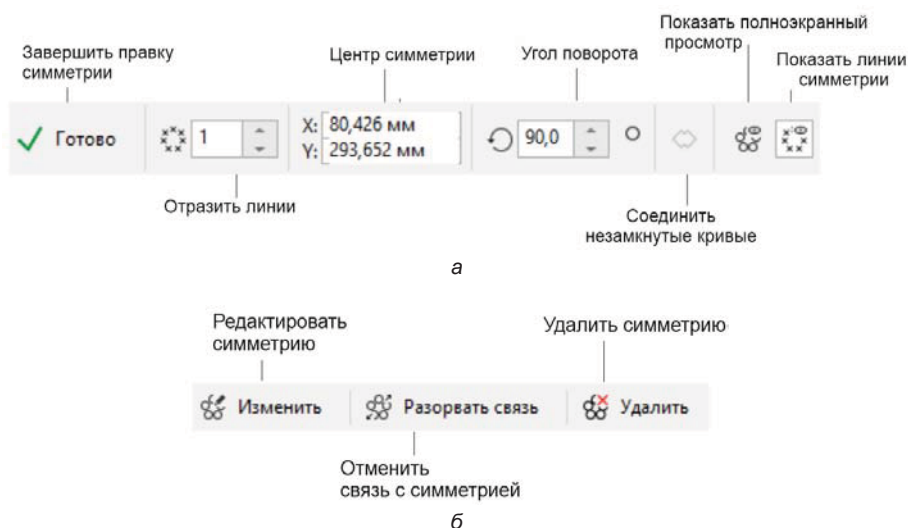 Показать полноэкранный
просмотр
Завершить правку
симметрии
Центр симметрии
Угол поворота
Показать линии
симметрии
Готово
1
X: 80,426 мм
Y: 293,652 мм
90,0
Отразить линии
Соединить
незамкнутые кривые
а
Редактировать
симметрию
Удалить симметрию
Изменить
Разорвать связь
Удалить
Отменить
связь с симметрией
б